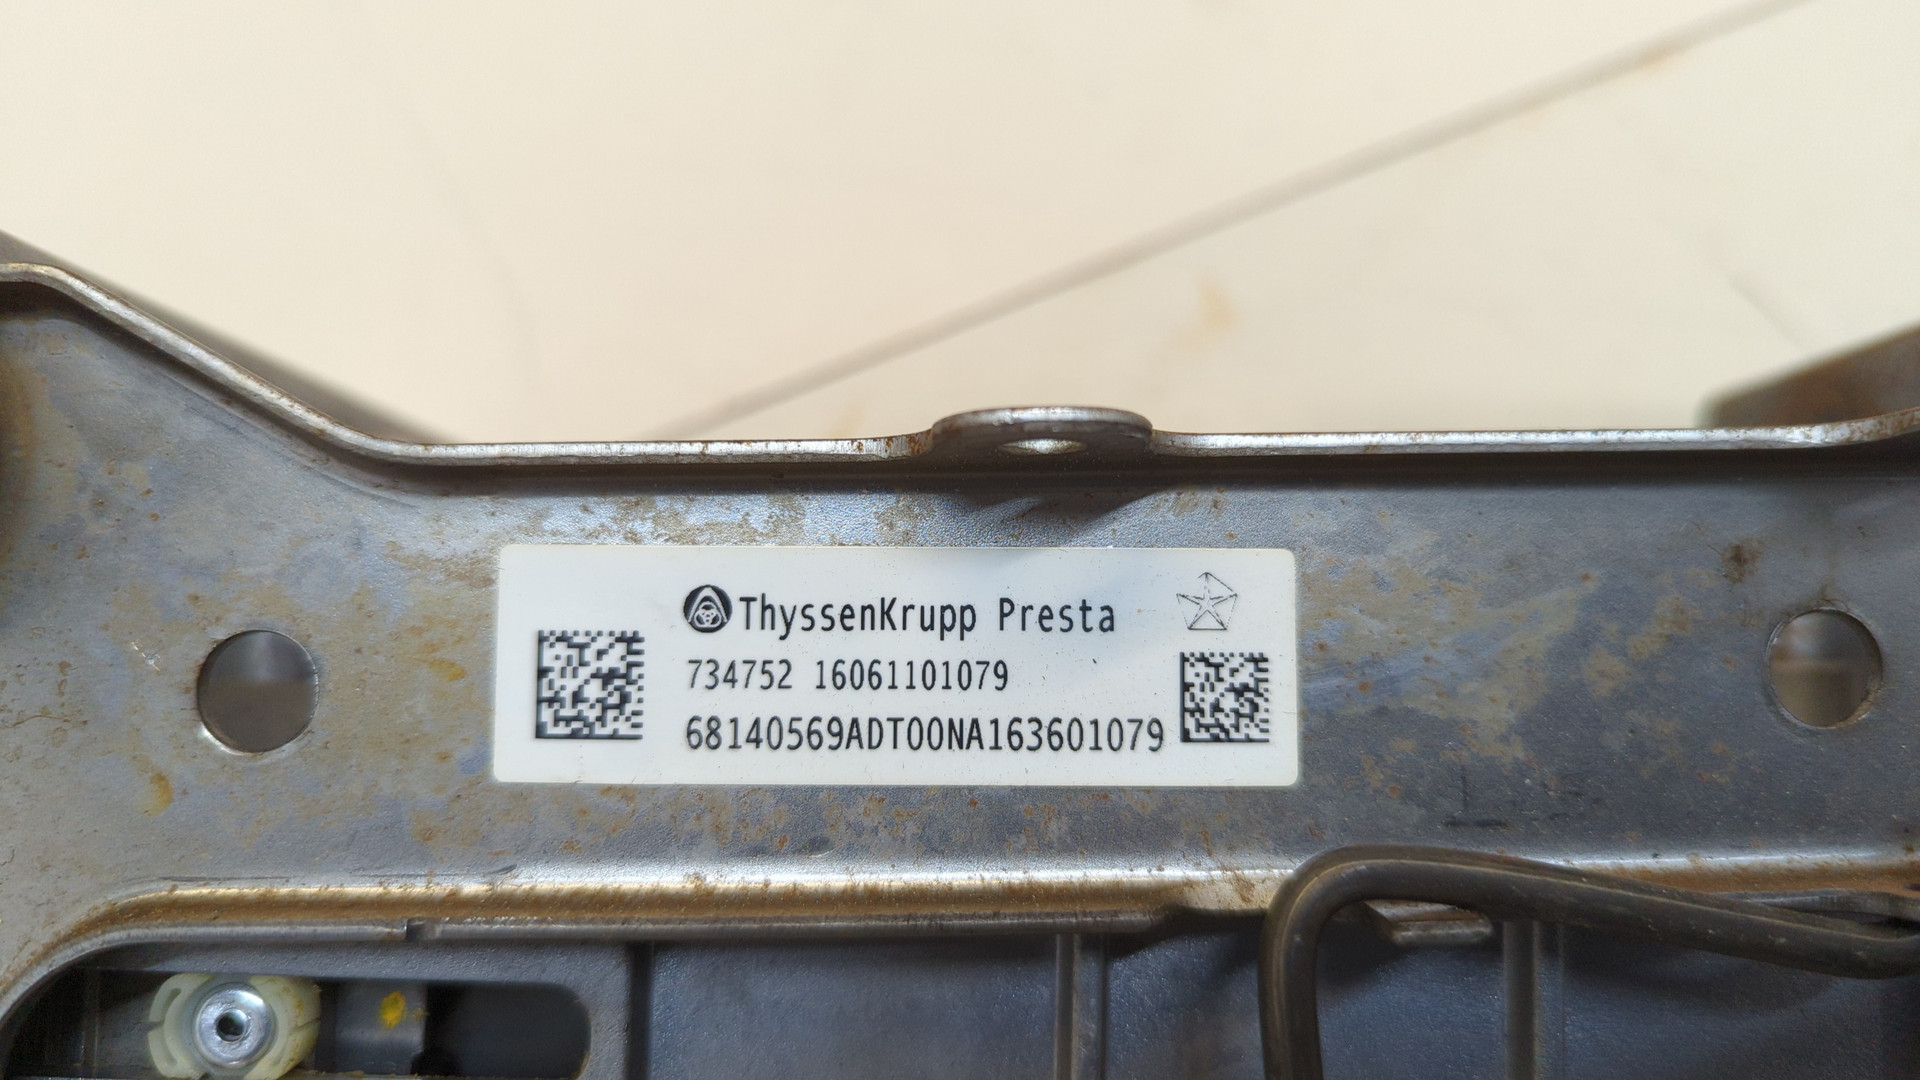 ThyssenKrupp Presta
734752 16061101079
68140569ADT00NA163601079